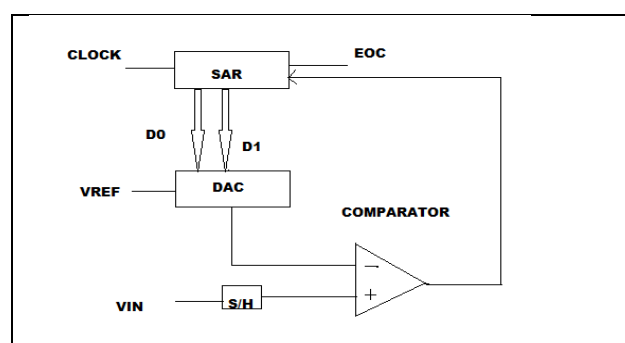 CLOCK
EOC
SAR
D0
D1
VREF
DAC
COMPARATOR
−
+
VIN
S/H